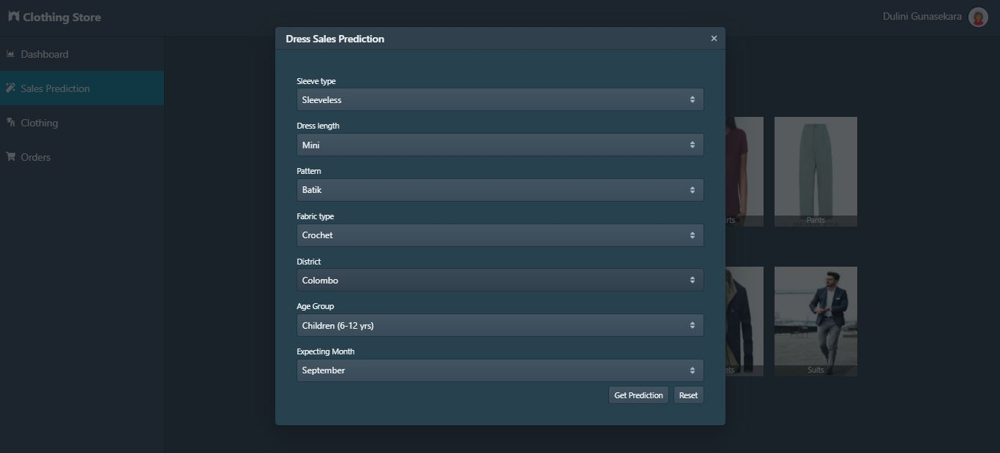 Clothing Store
Dulini Gunasekara
Dress Sales Prediction
×
Dashboard
Sales Prediction
Clothing
Orders
Sleeve type
Sleeveless
Dress length
Mini
Pattern
Batik
Fabric type
Crochet
District
Colombo
Age Group
Children (6-12 yrs)
Expecting Month
September
Get Prediction
Reset
rts
Pants
ets
Suits